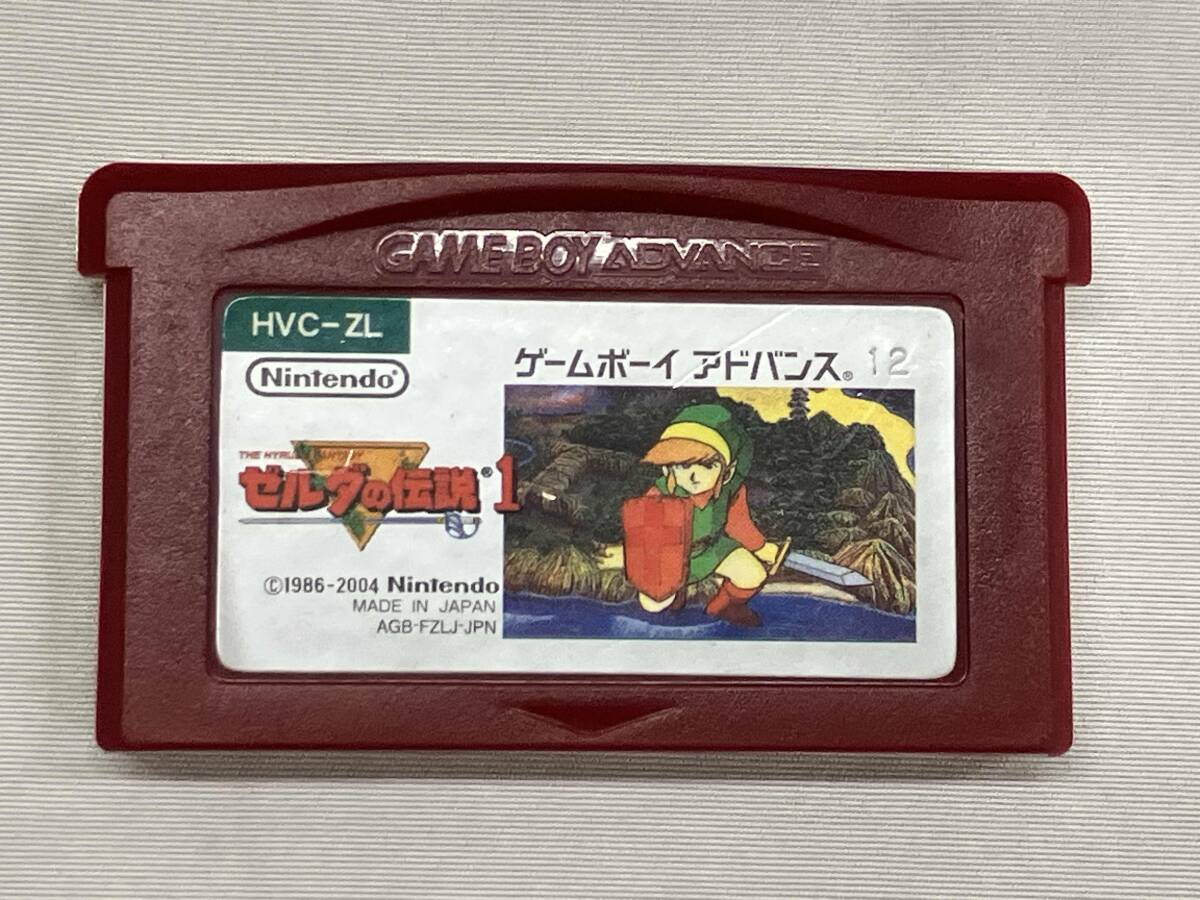 GAME BOY ADVANCE
HVC-ZL
Nintendo®
ゲームボーイ アドバンス® 12
THE HYRULE FANTASY
ゼルダの伝説®1
©1986-2004 Nintendo
MADE IN JAPAN
AGB-FZLJ-JPN